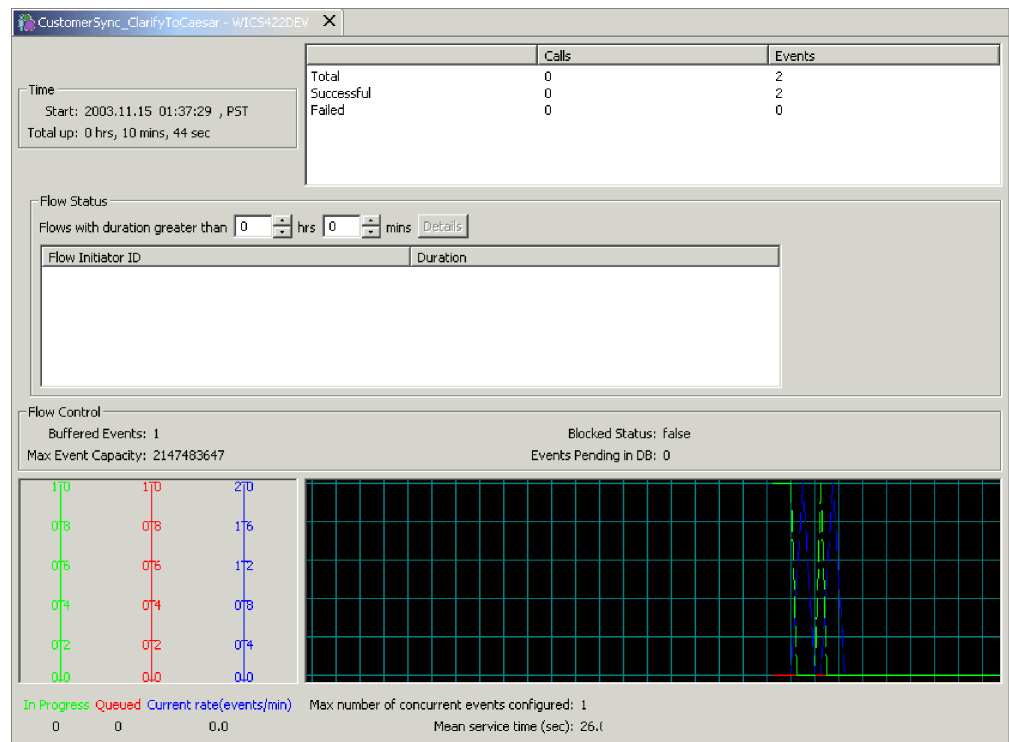 CustomerSync_ClarifyToCaesar - WICS422DEV X
Calls Events
Total 0 2
Successful 0 2
Failed 0 0
Time
Start: 2003.11.15 01:37:29 , PST
Total up: 0 hrs, 10 mins, 44 sec
Flow Status
Flows with duration greater than 0 hrs 0 mins Details
Flow Initiator ID Duration
Flow Control
Buffered Events: 1 Blocked Status: false
Max Event Capacity: 2147483647 Events Pending in DB: 0
1.0 1.0 2.0
0.8 0.8 1.6
0.6 0.6 1.2
0.4 0.4 0.8
0.2 0.2 0.4
0.0 0.0 0.0
In Progress Queued Current rate(events/min) Max number of concurrent events configured: 1
0 0 0.0 Mean service time (sec): 26.